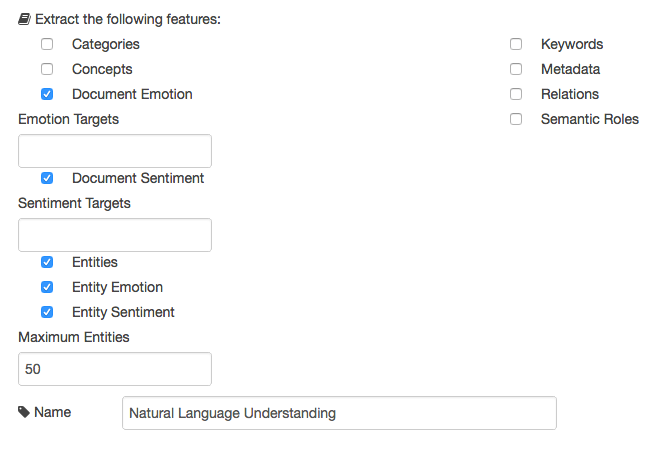 Extract the following features:
Categories
Keywords
Concepts
Metadata
Document Emotion
Relations
Emotion Targets
Semantic Roles
Document Sentiment
Sentiment Targets
Entities
Entity Emotion
Entity Sentiment
Maximum Entities
50
Name
Natural Language Understanding